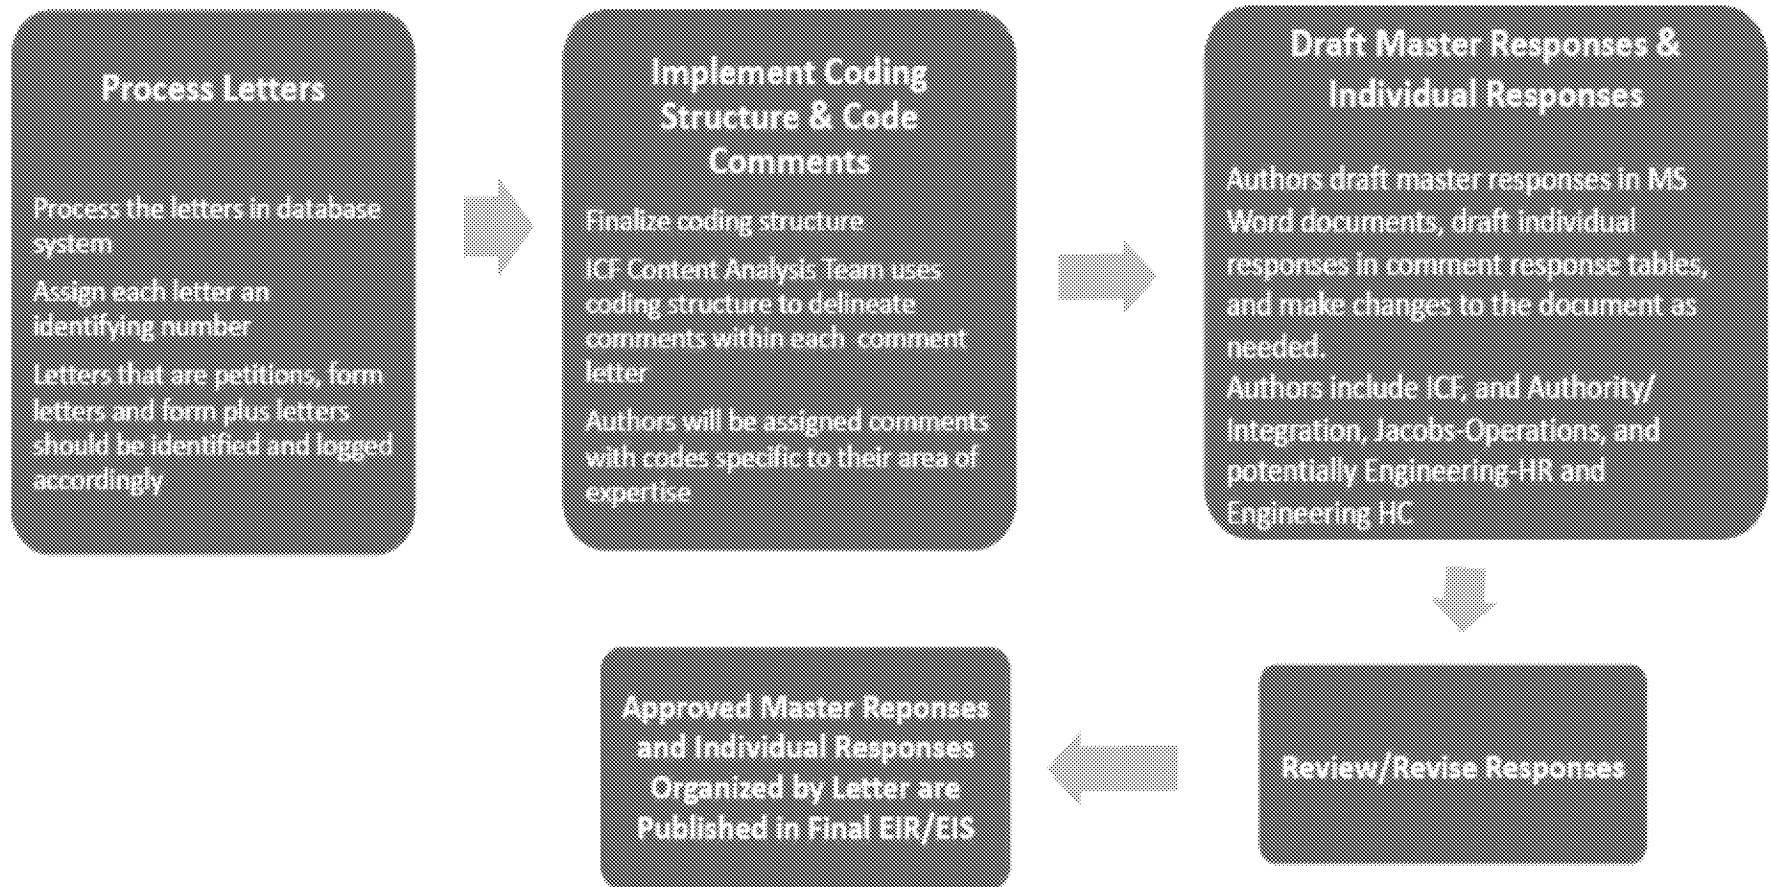 Process Letters
Process the letters in database
system
Assign each letter an
identifying number
Letters that are petitions, form
letters and form plus letters
should be identified and logged
accordingly
Implement Coding
Structure & Code
Comments
Finalize coding structure
ICF Content Analysis Team uses
coding structure to delineate
comments within each comment
letter
Authors will be assigned comments
with codes specific to their area of
expertise
Draft Master Responses &
Individual Responses
Authors draft master responses in MS
Word documents, draft individual
responses in comment response tables,
and make changes to the document as
needed.
Authors include ICF, and Authority/
Integration, Jacobs-Operations, and
potentially Engineering-HR and
Engineering HC
Review/Revise Responses
Approved Master Reponses
and Individual Responses
Organized by Letter are
Published in Final EIR/EIS